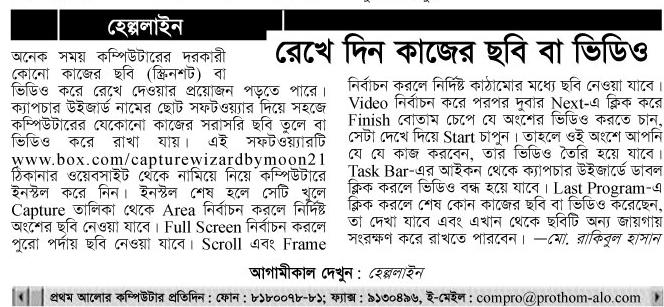 হেল্পলাইন
রেখে দিন কাজের ছবি বা ভিডিও
অনেক সময় কম্পিউটারের দরকারী
কোনো কাজের ছবি (স্ক্রিনশট) বা
ভিডিও করে রেখে দেওয়ার প্রয়োজন পড়তে পারে।
ক্যাপচার উইজার্ড নামের ছোট সফটওয়্যার দিয়ে সহজে
কম্পিউটারের যেকোনো কাজের সরাসরি ছবি তুলে বা
ভিডিও করে রাখা যায়। এই সফটওয়্যারটি
www.box.com/capturewizardbymoon21
ঠিকানার ওয়েবসাইট থেকে নামিয়ে নিয়ে কম্পিউটারে
ইনস্টল করে নিন। ইনস্টল শেষ হলে সেটি খুলে
Capture তালিকা থেকে Area নির্বাচন করলে নির্দিষ্ট
অংশের ছবি নেওয়া যাবে। Full Screen নির্বাচন করলে
পুরো পর্দায় ছবি নেওয়া যাবে। Scroll এবং Frame
নির্বাচন করলে নির্দিষ্ট কাঠামোর মধ্যে ছবি নেওয়া যাবে।
Video নির্বাচন করে পরপর দুবার Next-এ ক্লিক করে
Finish বোতাম চেপে যে অংশের ভিডিও করতে চান,
সেটা দেখে দিয়ে Start চাপুন। তাহলে ওই অংশে আপনি
যে যে কাজ করবেন, তার ভিডিও তৈরি হয়ে যাবে।
Task Bar-এর আইকন থেকে ক্যাপচার উইজার্ডে ডাবল
ক্লিক করলে ভিডিও বন্ধ হয়ে যাবে। Last Program-এ
ক্লিক করলে শেষ কোন কাজের ছবি বা ভিডিও করেছেন,
তা দেখা যাবে এবং এখান থেকে ছবিটি অন্য জায়গায়
সংরক্ষণ করে রাখতে পারবেন। —মো. রাকিবুল হাসান
আগামীকাল দেখুন : হেল্পলাইন
প্রথম আলোর কম্পিউটার প্রতিদিন : ফোন : ৮১৮০০৭৮-৮১; ফ্যাক্স : ৯১৩০৪৯৬, ই-মেইল : compro@prothom-alo.com